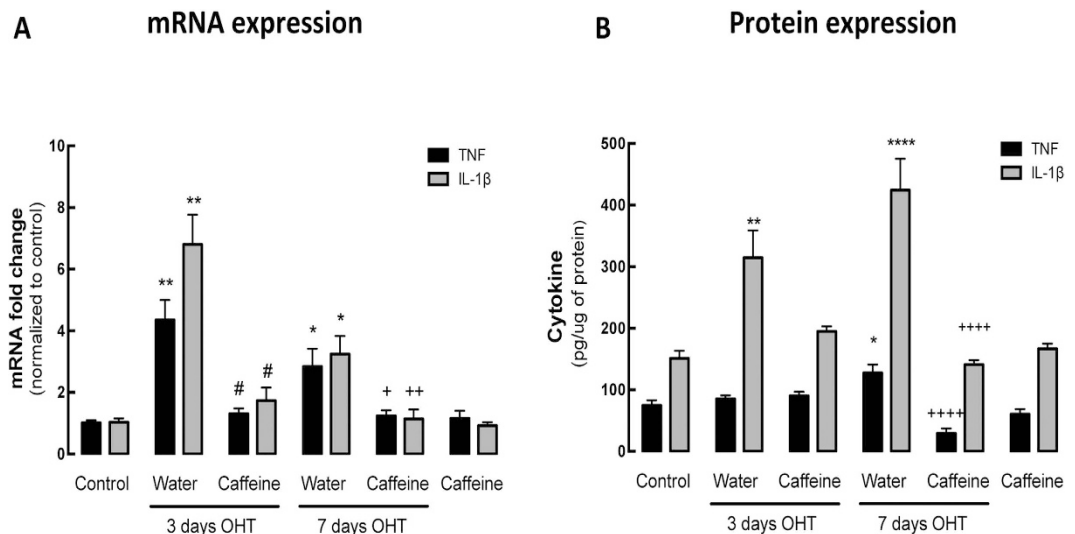 A
mRNA expression
TNF
IL-1β
mRNA fold change
(normalized to control)
10
8
6
4
2
0
**
**
#
#
*
*
+
++
Control
Water
Caffeine
Water
Caffeine
Caffeine
3 days OHT
7 days OHT
B
Protein expression
TNF
IL-1β
Cytokine
(pg/ug of protein)
500
400
300
200
100
0
**
*
****
++++
++++
Control
Water
Caffeine
Water
Caffeine
Caffeine
3 days OHT
7 days OHT